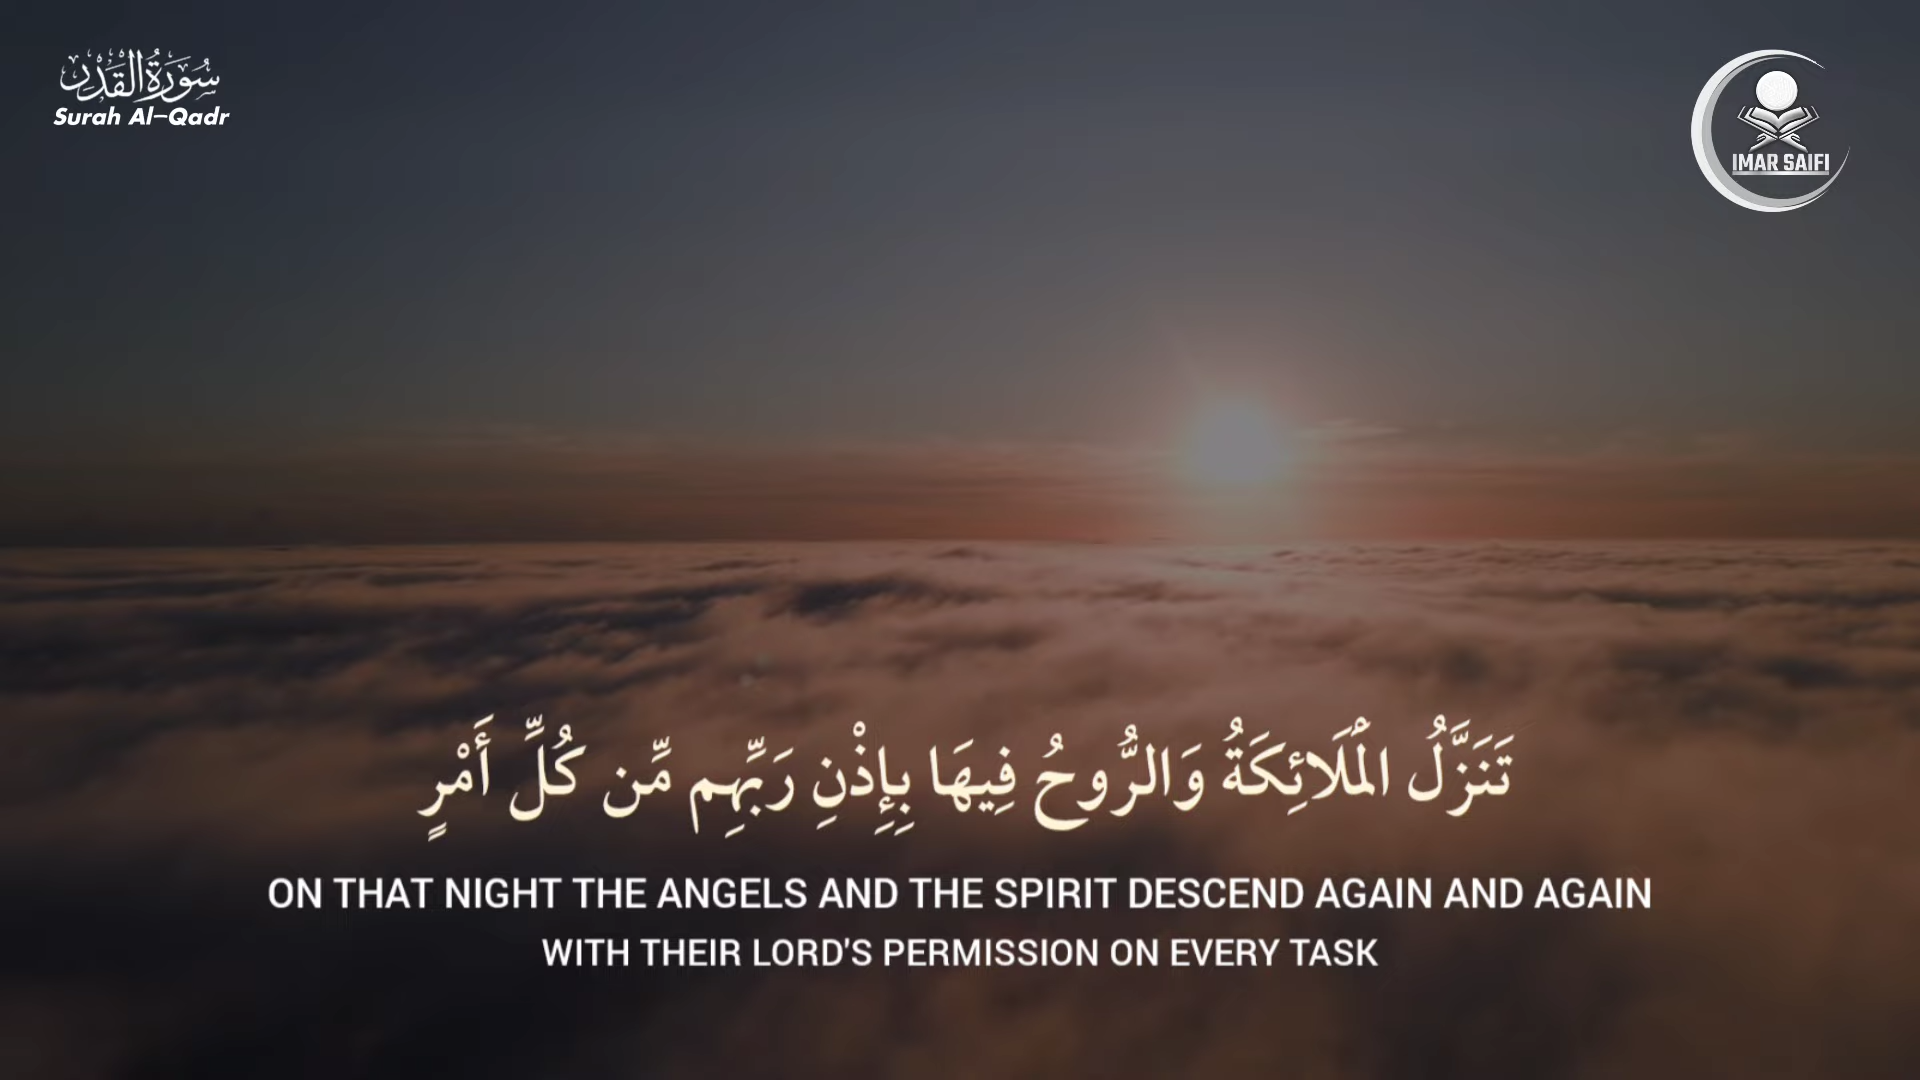 سُورَةُ الْقَدْرِ
Surah Al-Qadr
IMAR SAIFI
تَنَزَّلُ الْمَلَائِكَةُ وَالرُّوحُ فِيهَا بِإِذْنِ رَبِّهِم مِّن كُلِّ أَمْرٍ
ON THAT NIGHT THE ANGELS AND THE SPIRIT DESCEND AGAIN AND AGAIN
WITH THEIR LORD'S PERMISSION ON EVERY TASK